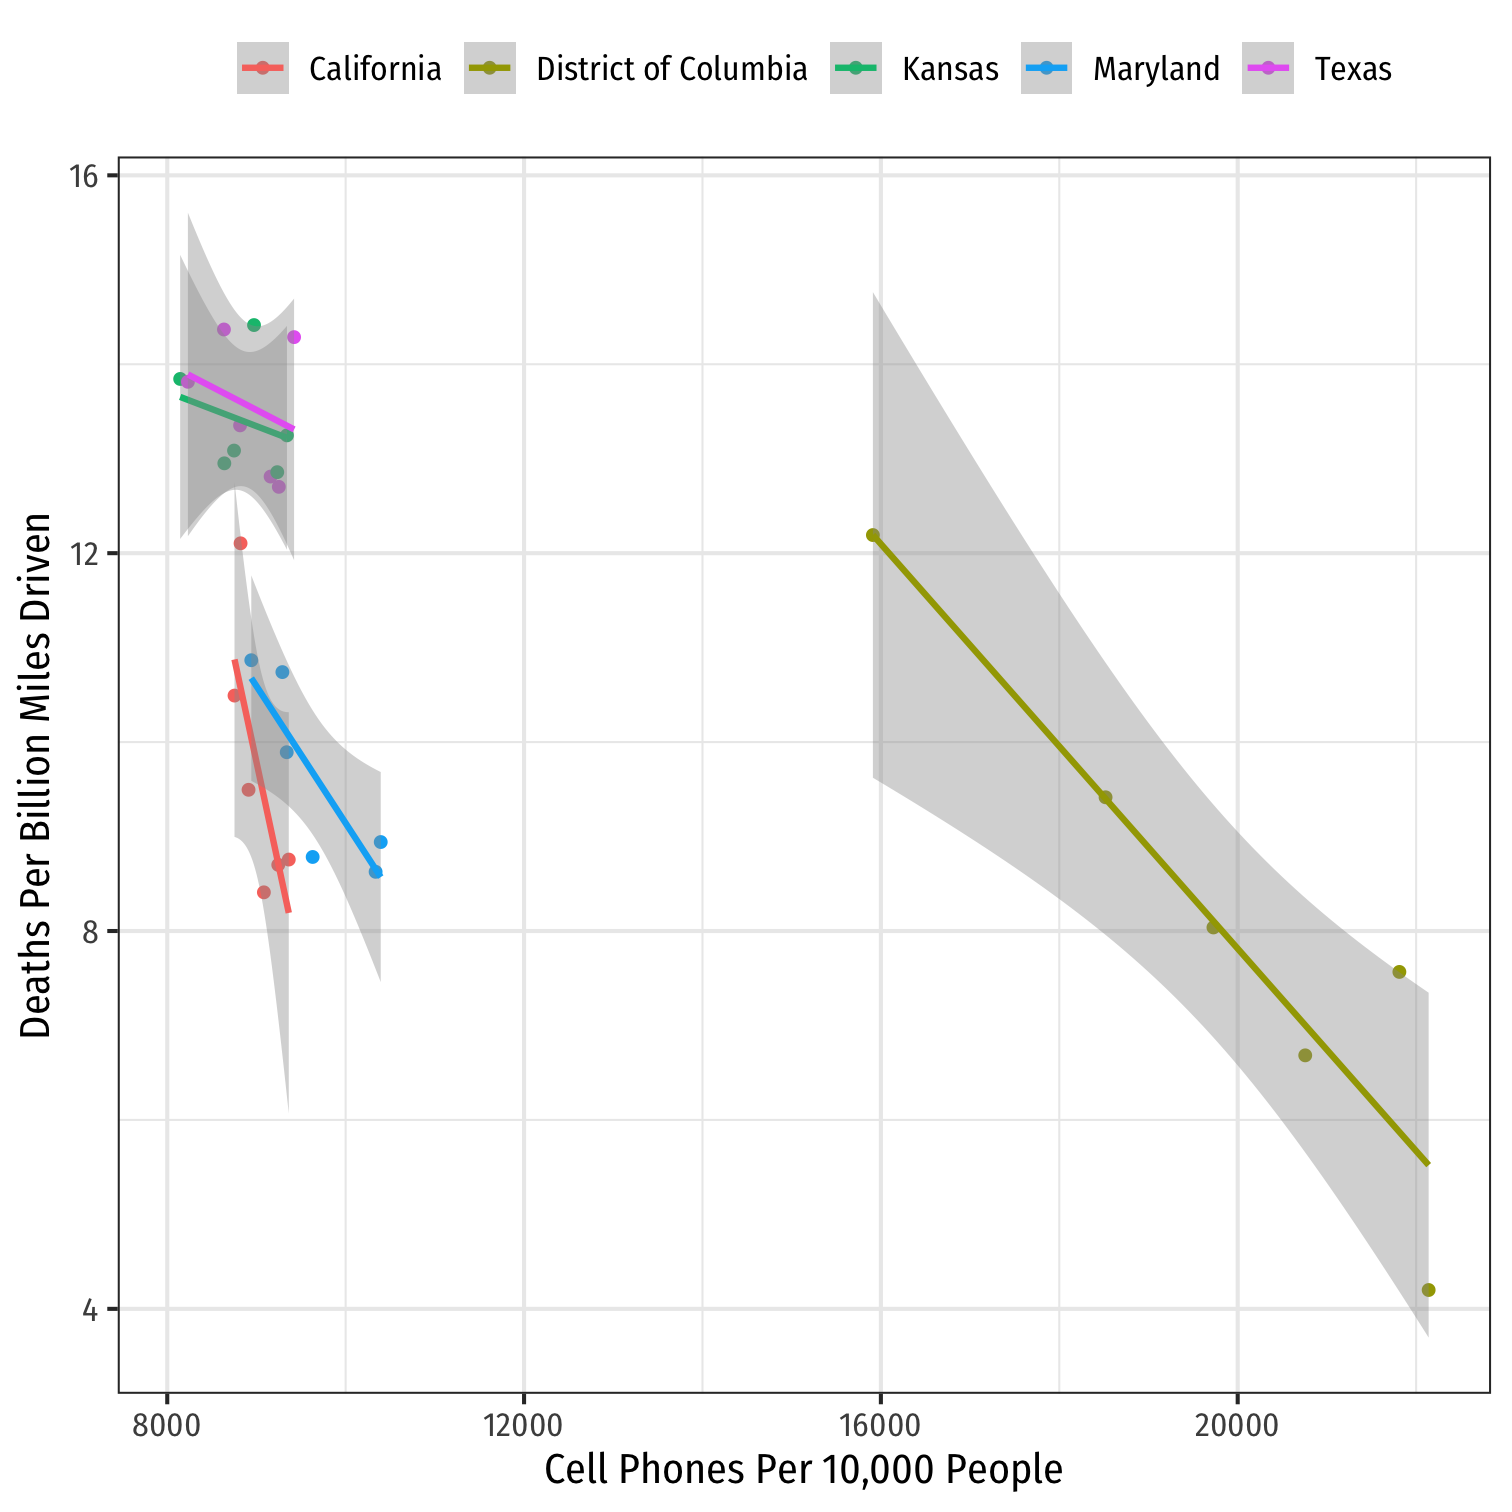 California District of Columbia Kansas Maryland Texas
16
12
8
4
Deaths Per Billion Miles Driven
8000 12000 16000 20000
Cell Phones Per 10,000 People